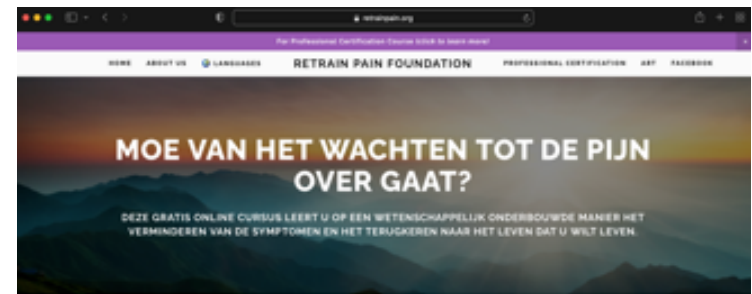 retrainpain.org
For Professional Certification Course (click to learn more)
HOME ABOUT US LANGUAGES RETRAIN PAIN FOUNDATION PROFESSIONAL CERTIFICATION ART FACEBOOK
MOE VAN HET WACHTEN TOT DE PIJN
OVER GAAT?
DEZE GRATIS ONLINE CURSUS LEERT U OP EEN WETENSCHAPPELIJK ONDERBOUWDE MANIER HET
VERMINDEREN VAN DE SYMPTOMEN EN HET TERUGKEREN NAAR HET LEVEN DAT U WILT LEVEN.